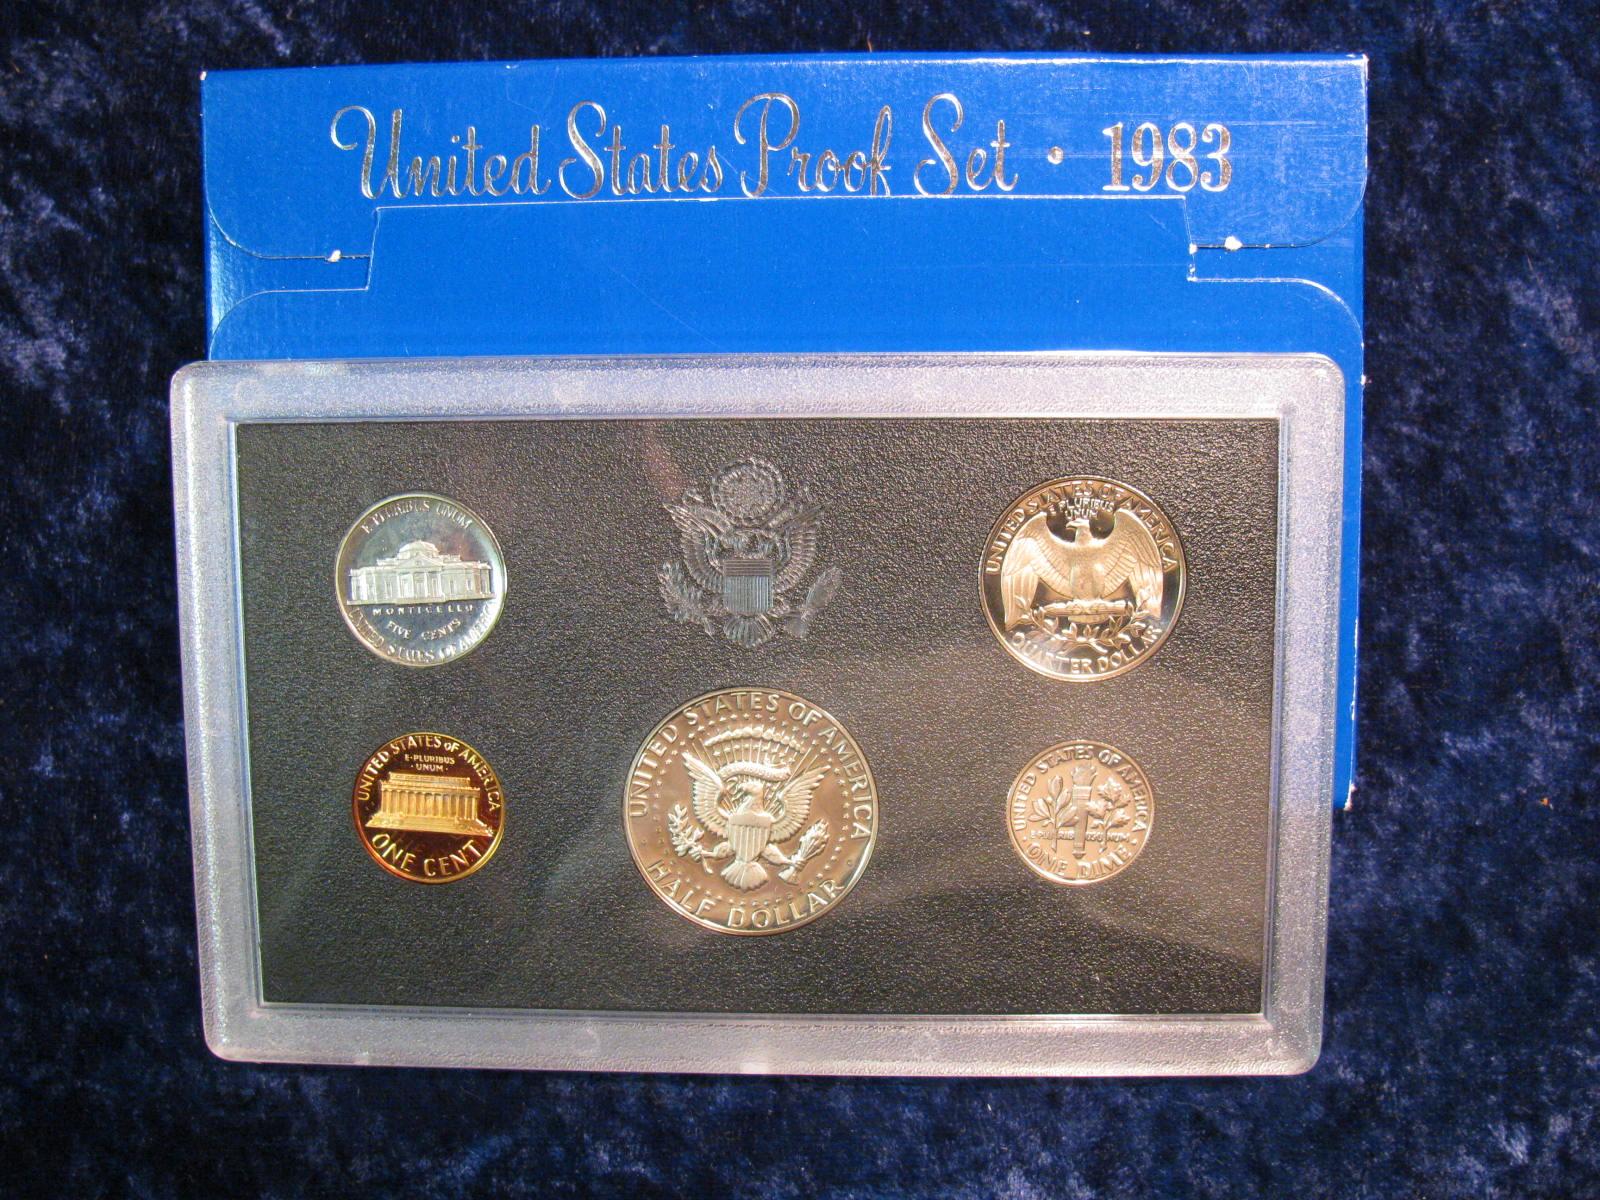 United States Proof Set · 1983
E PLURIBUS UNUM
MONTICELLO
FIVE CENTS
UNITED STATES OF AMERICA
UNITED STATES OF AMERICA
E PLURIBUS
UNUM
QUARTER DOLLAR
UNITED STATES OF AMERICA
E·PLURIBUS
·UNUM·
ONE CENT
UNITED STATES OF AMERICA
HALF DOLLAR
UNITED STATES OF AMERICA
E PLURIBUS UNUM
· ONE DIME ·